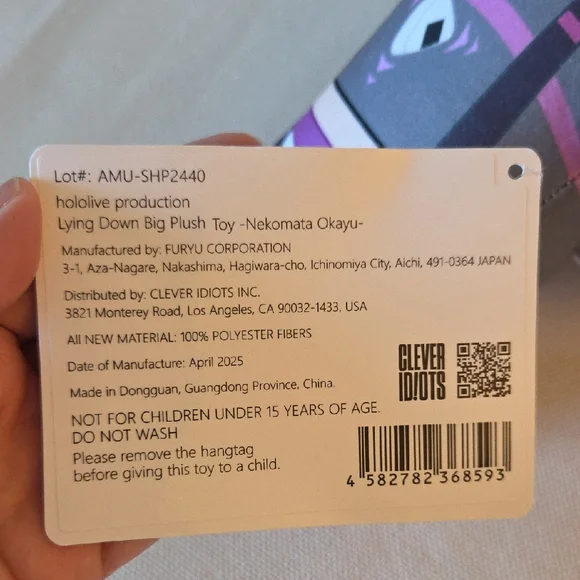 Lot#: AMU-SHP2440
hololive production
Lying Down Big Plush Toy -Nekomata Okayu-
Manufactured by: FURYU CORPORATION
3-1, Aza-Nagare, Nakashima, Hagiwara-cho, Ichinomiya City, Aichi, 491-0364 JAPAN
Distributed by: CLEVER IDIOTS INC.
3821 Monterey Road, Los Angeles, CA 90032-1433, USA
All NEW MATERIAL: 100% POLYESTER FIBERS
Date of Manufacture: April 2025
Made in Dongguan, Guangdong Province, China.
NOT FOR CHILDREN UNDER 15 YEARS OF AGE.
DO NOT WASH
Please remove the hangtag
before giving this toy to a child.
CLEVER
ID!OTS
4 582782 368593